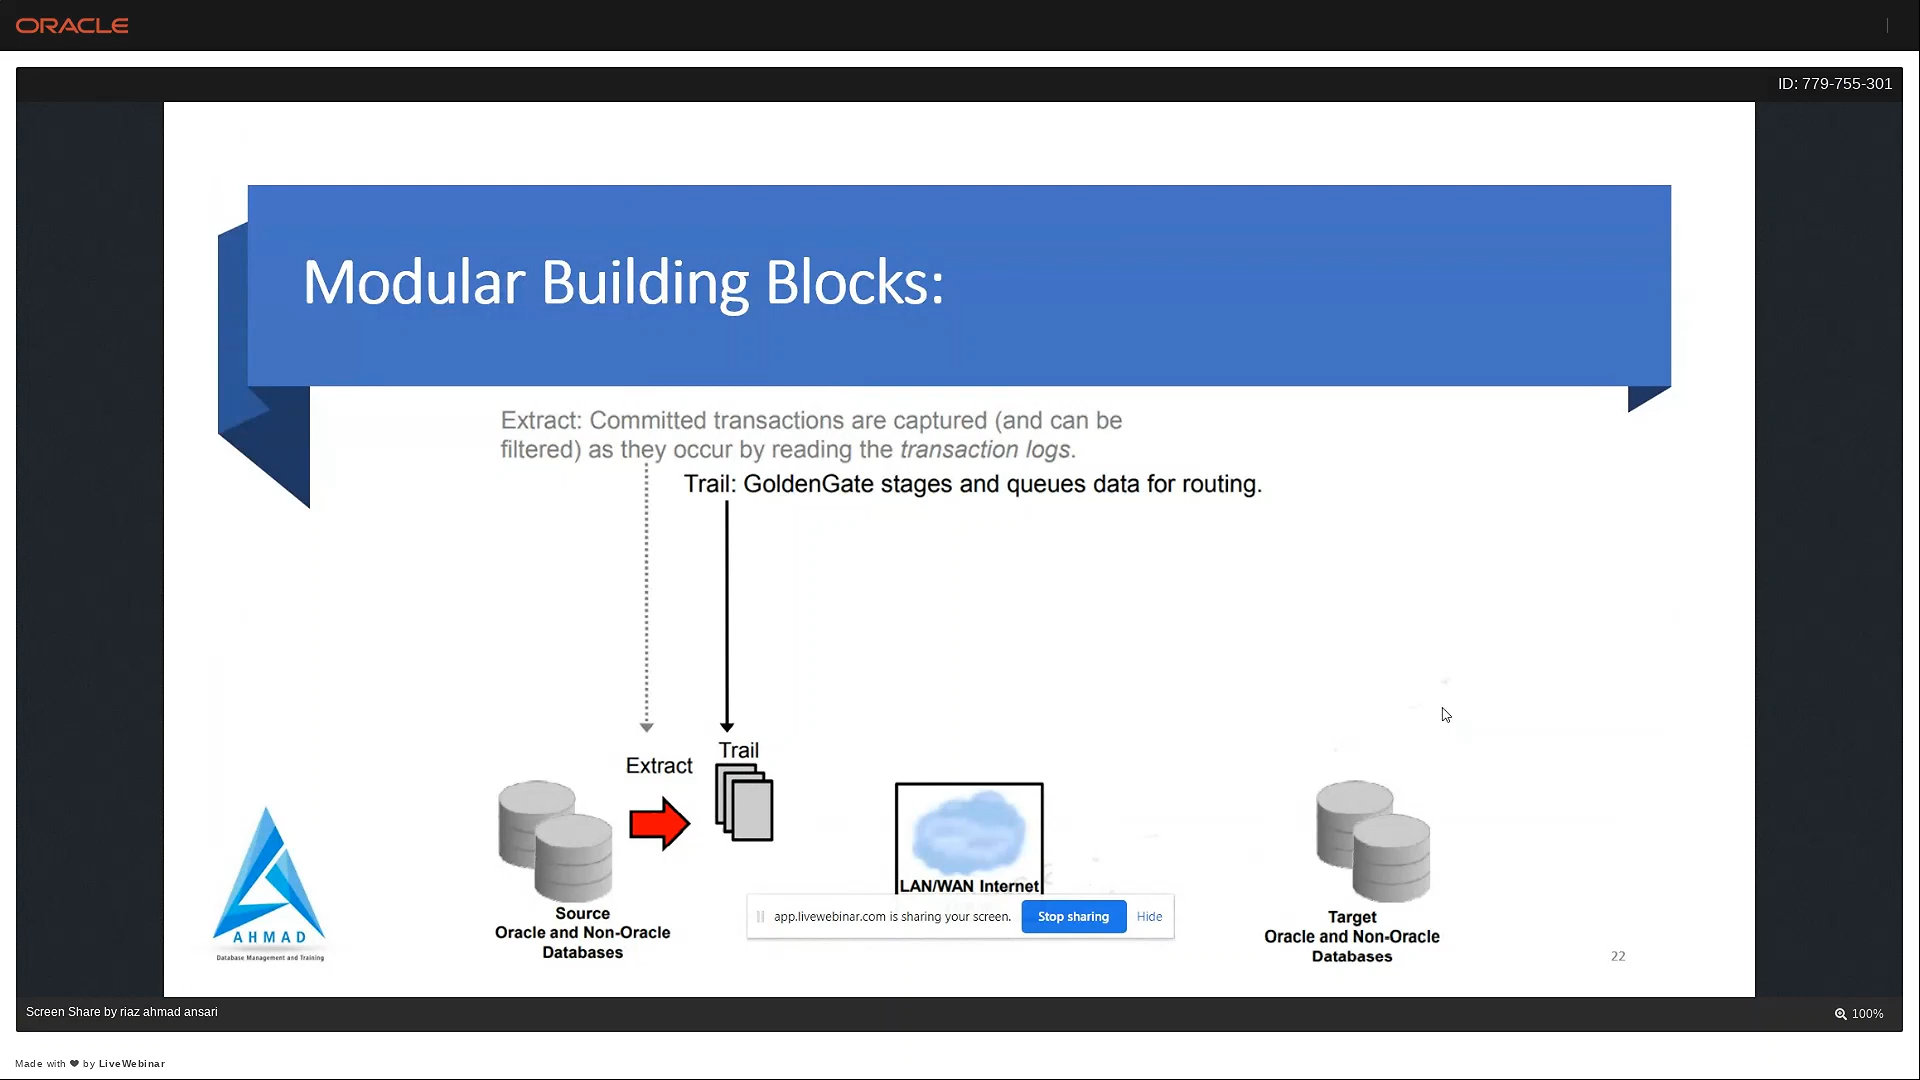 ORACLE
ID: 779-755-301
Modular Building Blocks:
Extract: Committed transactions are captured (and can be
filtered) as they occur by reading the transaction logs.
Trail: GoldenGate stages and queues data for routing.
Trail
Extract
LAN/WAN Internet
Source
Oracle and Non-Oracle
Databases
app.livewebinar.com is sharing your screen.
Stop sharing
Hide
Target
Oracle and Non-Oracle
Databases
AHMAD
Database Management and Training
22
Screen Share by riaz ahmad ansari
100%
Made with ❤ by LiveWebinar